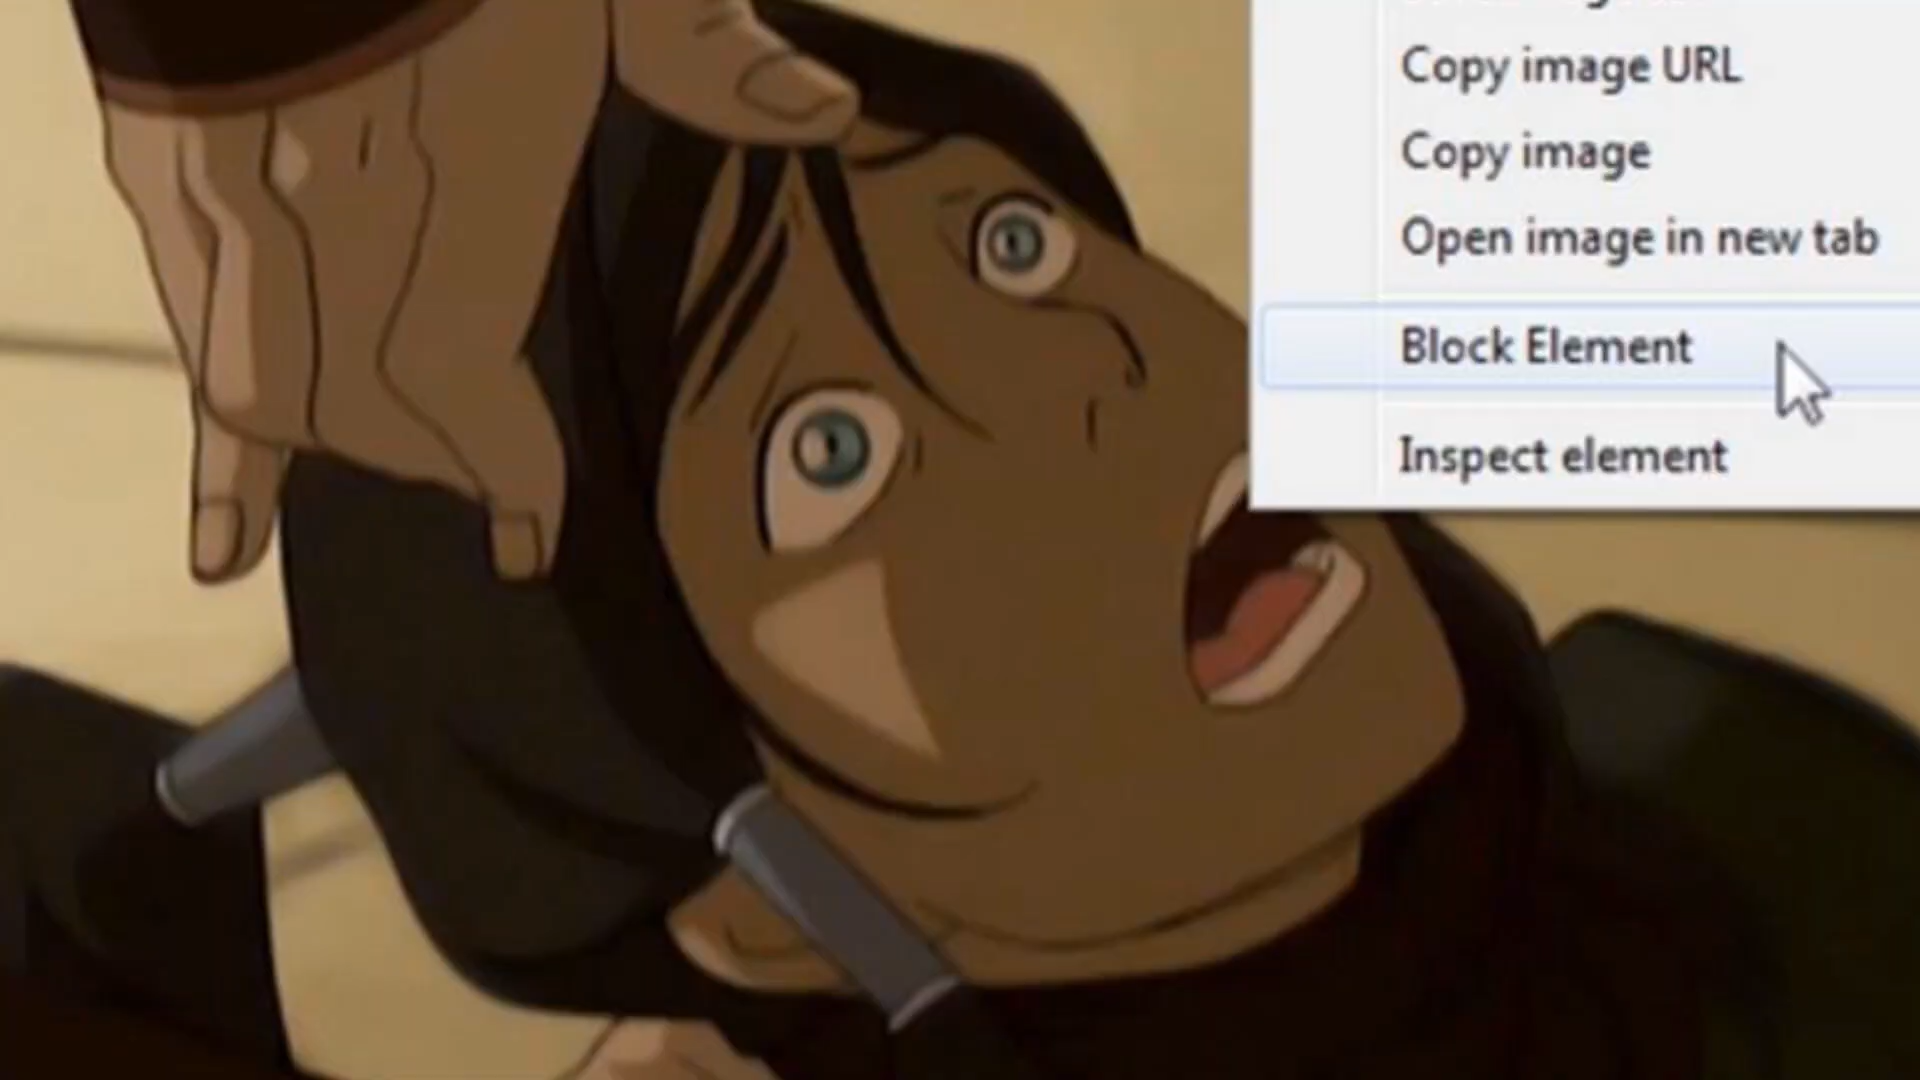 Copy image URL
Copy image
Open image in new tab
Block Element
Inspect element